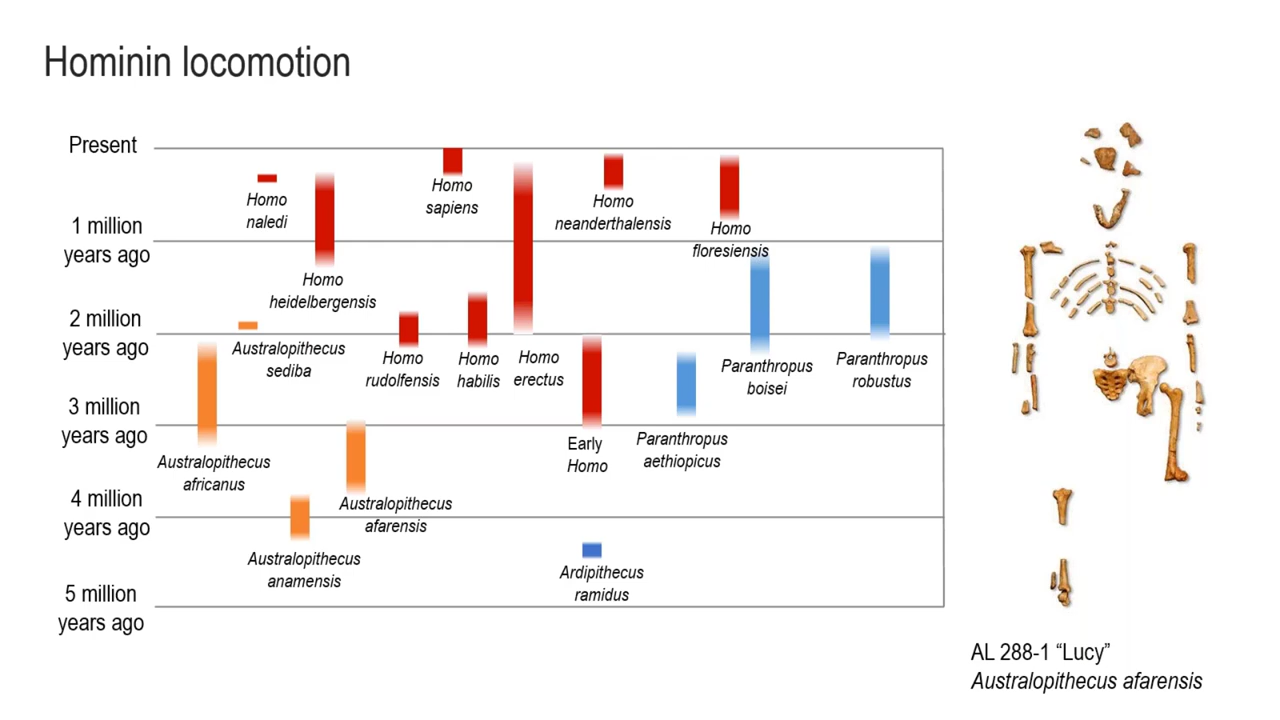 Hominin locomotion
Present
1 million
years ago
2 million
years ago
3 million
years ago
4 million
years ago
5 million
years ago
Homo
naledi
Homo
heidelbergensis
Homo
sapiens
Homo
neanderthalensis
Homo
floresiensis
Australopithecus
sediba
Homo
rudolfensis
Homo
habilis
Homo
erectus
Paranthropus
boisei
Paranthropus
robustus
Australopithecus
africanus
Early
Homo
Paranthropus
aethiopicus
Australopithecus
afarensis
Australopithecus
anamensis
Ardipithecus
ramidus
AL 288-1 “Lucy”
Australopithecus afarensis